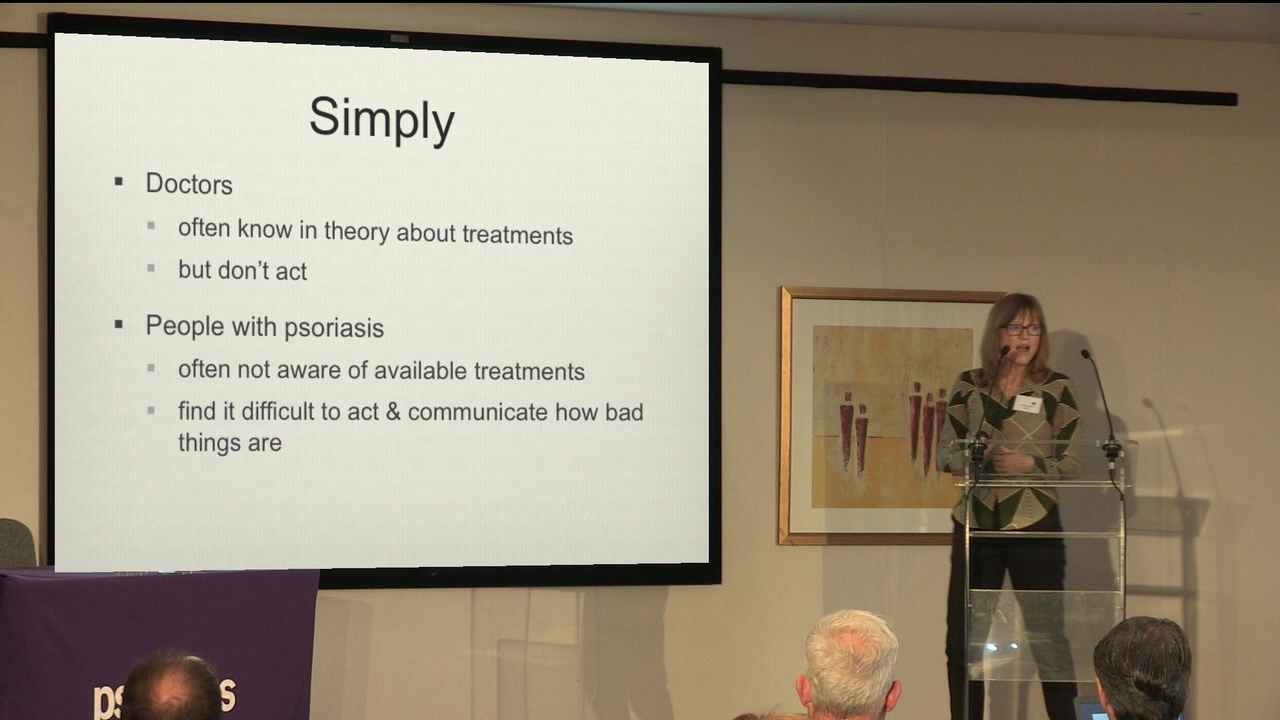 Simply
▪ Doctors
▪ often know in theory about treatments
▪ but don't act
▪ People with psoriasis
▪ often not aware of available treatments
▪ find it difficult to act & communicate how bad
things are